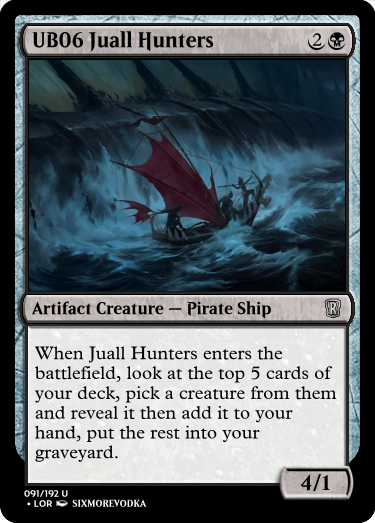 UB06 Juall Hunters 2
Artifact Creature — Pirate Ship R
When Juall Hunters enters the
battlefield, look at the top 5 cards of
your deck, pick a creature from them
and reveal it then add it to your
hand, put the rest into your
graveyard.
4/1
091/192 U
• LOR SIXMOREVODKA